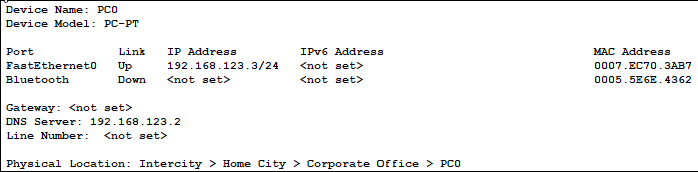 Device Name: PC0
Device Model: PC-PT
Port Link IP Address IPv6 Address MAC Address
FastEthernet0 Up 192.168.123.3/24 <not set> 0007.EC70.3AB7
Bluetooth Down <not set> <not set> 0005.5E6E.4362
Gateway: <not set>
DNS Server: 192.168.123.2
Line Number: <not set>
Physical Location: Intercity > Home City > Corporate Office > PC0